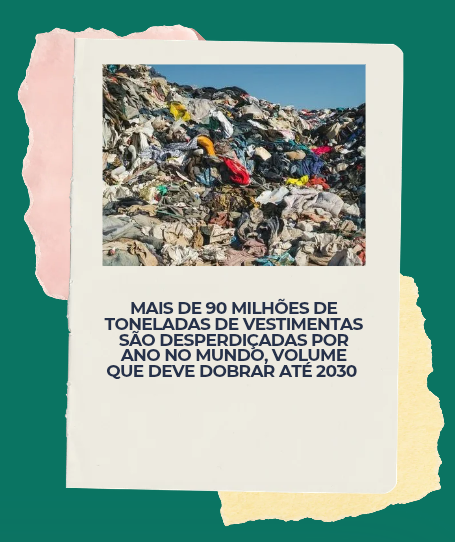 MAIS DE 90 MILHÕES DE
TONELADAS DE VESTIMENTAS
SÃO DESPERDIÇADAS POR
ANO NO MUNDO, VOLUME
QUE DEVE DOBRAR ATÉ 2030